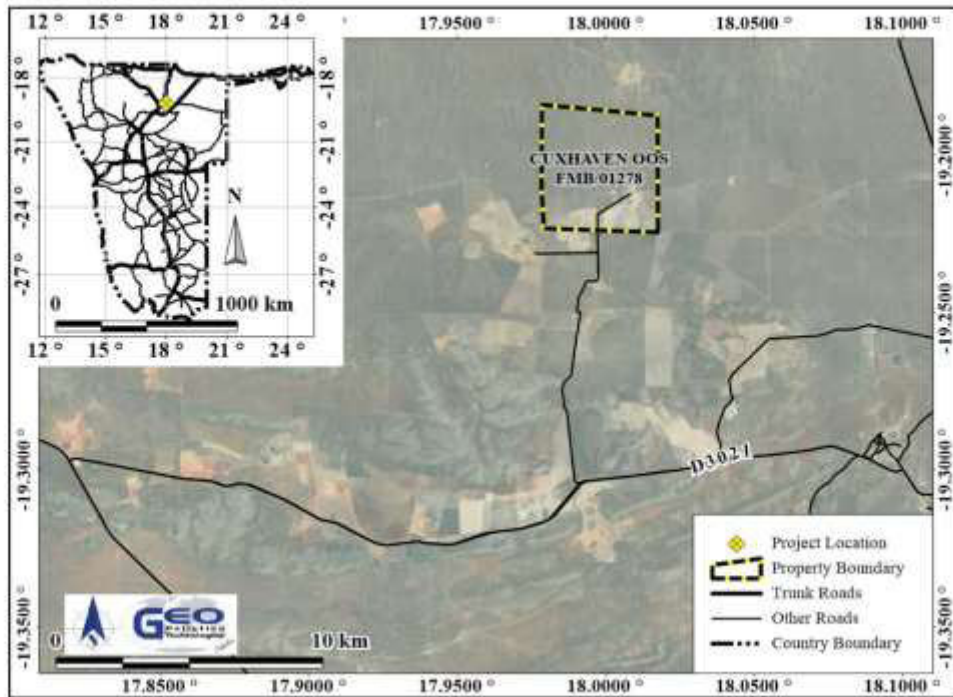 12 ° 15 ° 18 ° 21 ° 24 °
17.9500 ° 18.0000 ° 18.0500 ° 18.1000 °
-18 °
-21 °
-24 °
-27 °
N
0 1000 km
12 ° 15 ° 18 ° 21 ° 24 °
CUXHAVEN OOS
FMB/01278
-19.2000 °
-19.2500 °
-19.3000 °
-19.3500 °
D3021
-19.3000 °
-19.3500 °
Project Location
Property Boundary
Trunk Roads
Other Roads
Country Boundary
GEO
0 10 km
17.8500 ° 17.9000 ° 17.9500 ° 18.0000 ° 18.0500 ° 18.1000 °